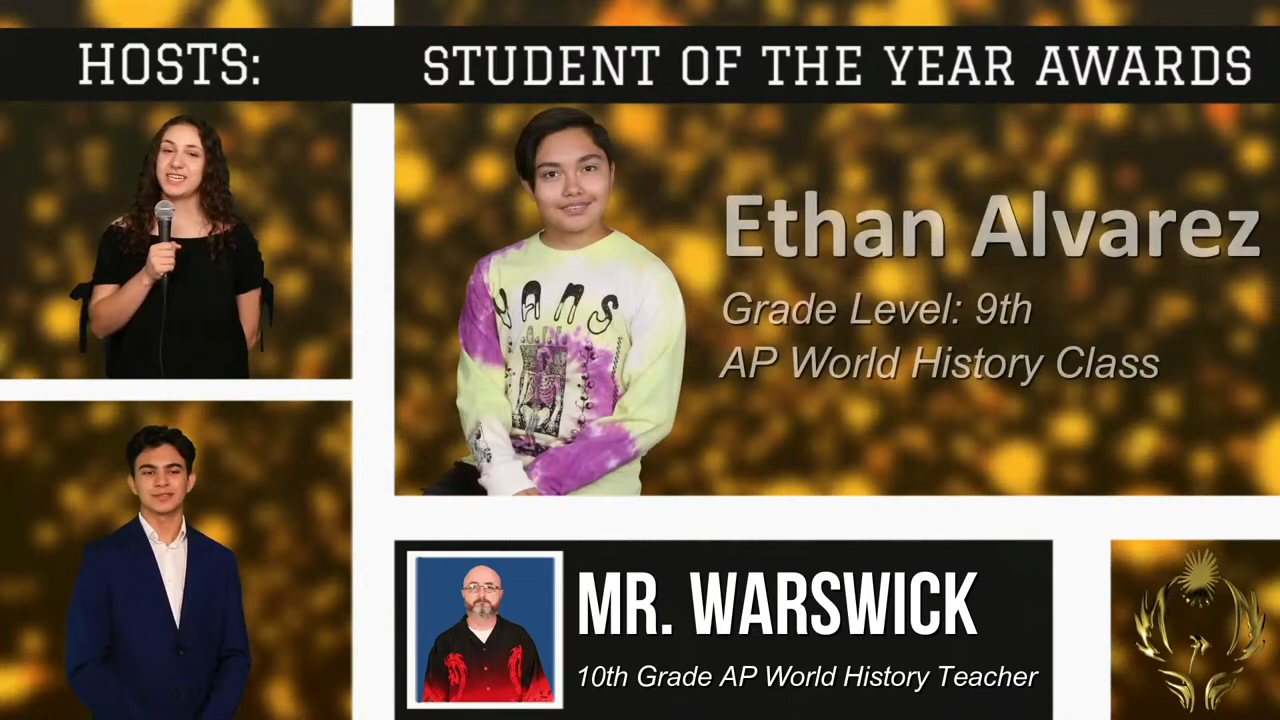 HOSTS:
STUDENT OF THE YEAR AWARDS
Ethan Alvarez
Grade Level: 9th
AP World History Class
VANS
MR. WARSWICK
10th Grade AP World History Teacher